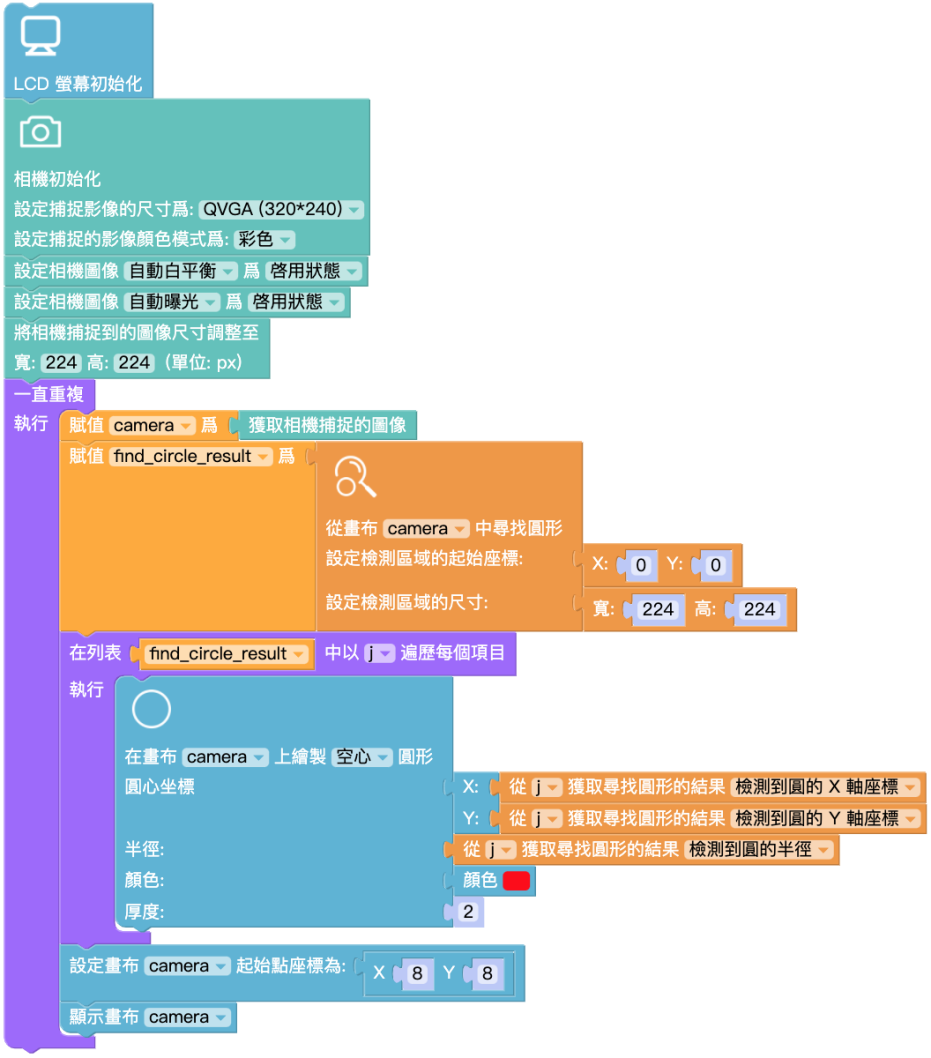 LCD 螢幕初始化
相機初始化
設定捕捉影像的尺寸爲: QVGA (320*240)
設定捕捉的影像顏色模式爲: 彩色
設定相機圖像 自動白平衡 爲 啓用狀態
設定相機圖像 自動曝光 爲 啓用狀態
將相機捕捉到的圖像尺寸調整至
寬: 224 高: 224 (單位: px)
一直重複
執行 賦值 camera 爲 獲取相機捕捉的圖像
賦值 find_circle_result 爲
從畫布 camera 中尋找圓形
設定檢測區域的起始座標: X: 0 Y: 0
設定檢測區域的尺寸: 寬: 224 高: 224
在列表 find_circle_result 中以 j 遍歷每個項目
執行
在畫布 camera 上繪製 空心 圓形
圓心坐標 X: 從 j 獲取尋找圓形的結果 檢測到圓的 X 軸座標
Y: 從 j 獲取尋找圓形的結果 檢測到圓的 Y 軸座標
半徑: 從 j 獲取尋找圓形的結果 檢測到圓的半徑
顏色: 顏色
厚度: 2
設定畫布 camera 起始點座標為: X 8 Y 8
顯示畫布 camera